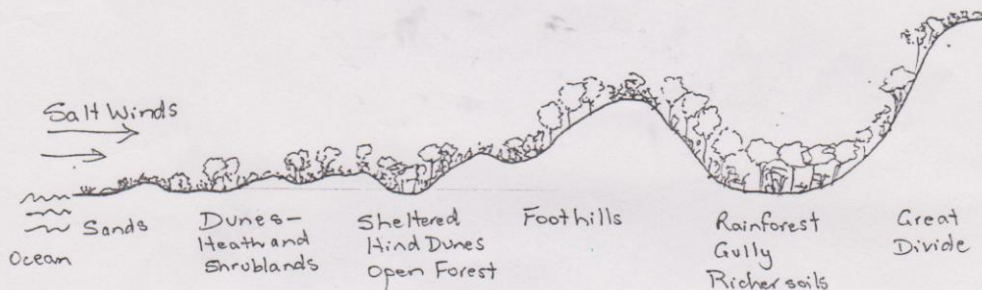 Salt Winds
Ocean
Sands
Dunes-
Heath and
Shrublands
Sheltered
Hind Dunes
Open Forest
Foothills
Rainforest
Gully
Richer soils
Great
Divide